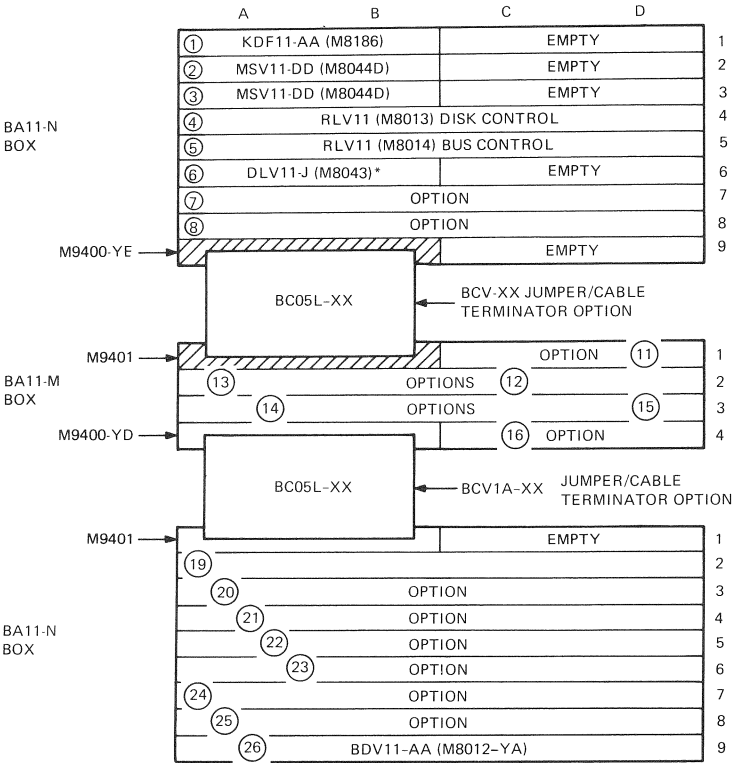 A B C D
① KDF11-AA (M8186) EMPTY 1
② MSV11-DD (M8044D) EMPTY 2
③ MSV11-DD (M8044D) EMPTY 3
④ RLV11 (M8013) DISK CONTROL 4
BA11-N
BOX
⑤ RLV11 (M8014) BUS CONTROL 5
⑥ DLV11-J (M8043)* EMPTY 6
⑦ OPTION 7
⑧ OPTION 8
M9400-YE EMPTY 9
BC05L-XX
BCV-XX JUMPER/CABLE
TERMINATOR OPTION
M9401 OPTION ⑪ 1
BA11-M
BOX
⑬ OPTIONS ⑫ 2
⑭ OPTIONS ⑮ 3
M9400-YD ⑯ OPTION 4
BC05L-XX
BCV1A-XX JUMPER/CABLE
TERMINATOR OPTION
M9401 EMPTY 1
⑲ 2
⑳ OPTION 3
㉑ OPTION 4
BA11-N
BOX
㉒ OPTION 5
㉓ OPTION 6
㉔ OPTION 7
㉕ OPTION 8
㉖ BDV11-AA (M8012-YA) 9